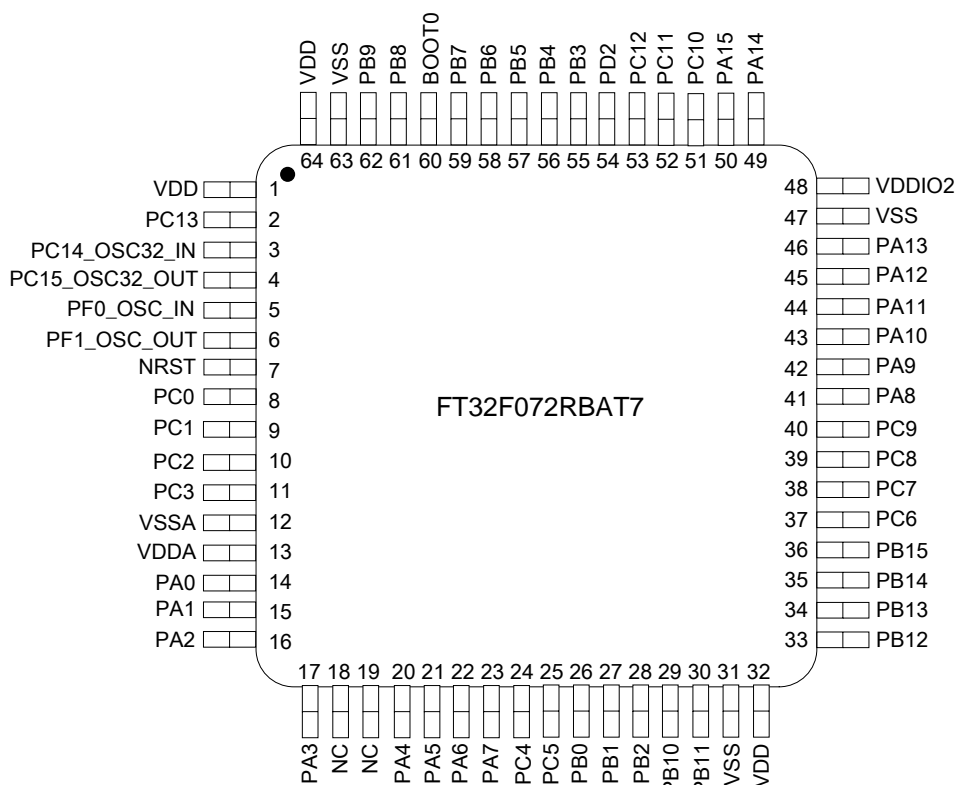 VDD
VSS
PB9
PB8
BOOT0
PB7
PB6
PB5
PB4
PB3
PD2
PC12
PC11
PC10
PA15
PA14
64 63 62 61 60 59 58 57 56 55 54 53 52 51 50 49
VDD 1
PC13 2
PC14_OSC32_IN 3
PC15_OSC32_OUT 4
PF0_OSC_IN 5
PF1_OSC_OUT 6
NRST 7
PC0 8
PC1 9
PC2 10
PC3 11
VSSA 12
VDDA 13
PA0 14
PA1 15
PA2 16
FT32F072RBAT7
48 VDDIO2
47 VSS
46 PA13
45 PA12
44 PA11
43 PA10
42 PA9
41 PA8
40 PC9
39 PC8
38 PC7
37 PC6
36 PB15
35 PB14
34 PB13
33 PB12
17 18 19 20 21 22 23 24 25 26 27 28 29 30 31 32
PA3
NC
NC
PA4
PA5
PA6
PA7
PC4
PC5
PB0
PB1
PB2
PB10
PB11
VSS
VDD